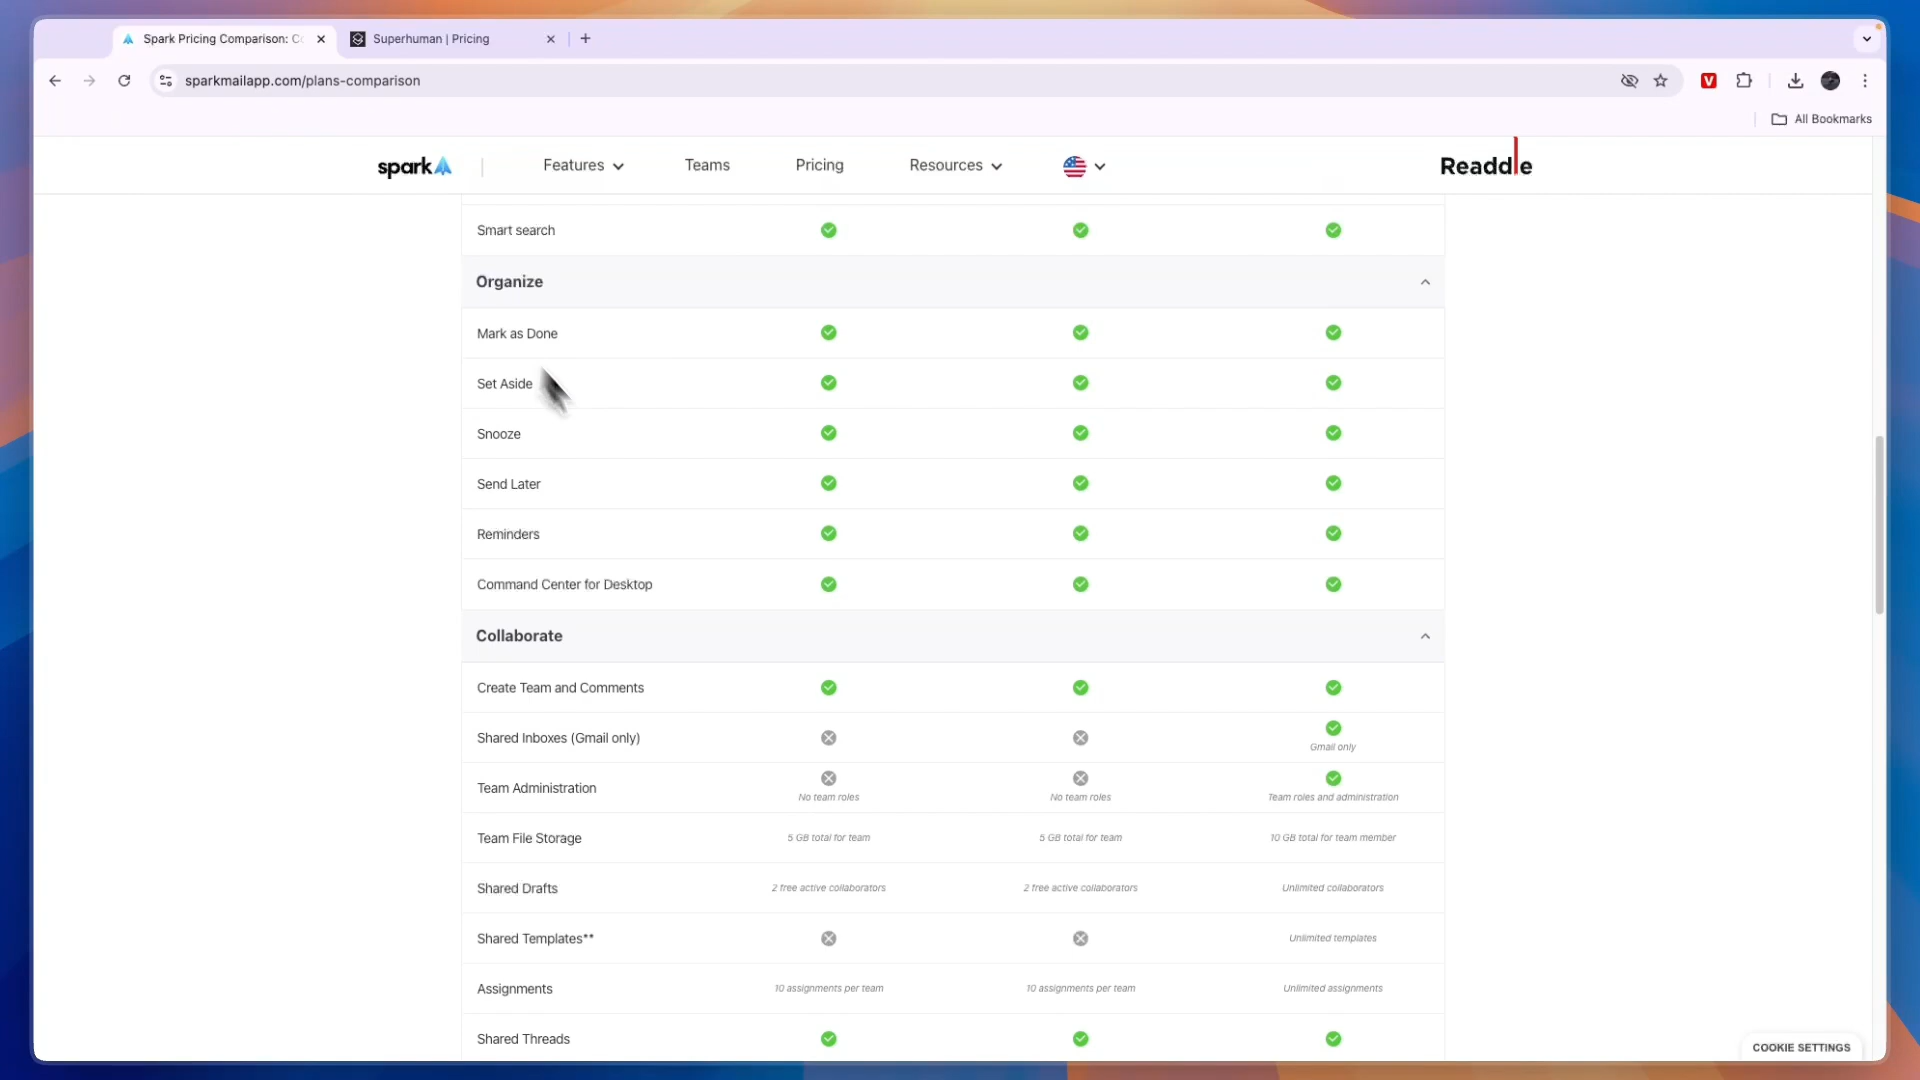 Spark Pricing Comparison: Co
Superhuman | Pricing
sparkmailapp.com/plans-comparison
V
All Bookmarks
spark
Features
Teams
Pricing
Resources
Readdle
Smart search
Organize
Mark as Done
Set Aside
Snooze
Send Later
Reminders
Command Center for Desktop
Collaborate
Create Team and Comments
Shared Inboxes (Gmail only)
Gmail only
Team Administration
No team roles
No team roles
Team roles and administration
Team File Storage
5 GB total for team
5 GB total for team
10 GB total for team member
Shared Drafts
2 free active collaborators
2 free active collaborators
Unlimited collaborators
Shared Templates**
Unlimited templates
Assignments
10 assignments per team
10 assignments per team
Unlimited assignments
Shared Threads
COOKIE SETTINGS